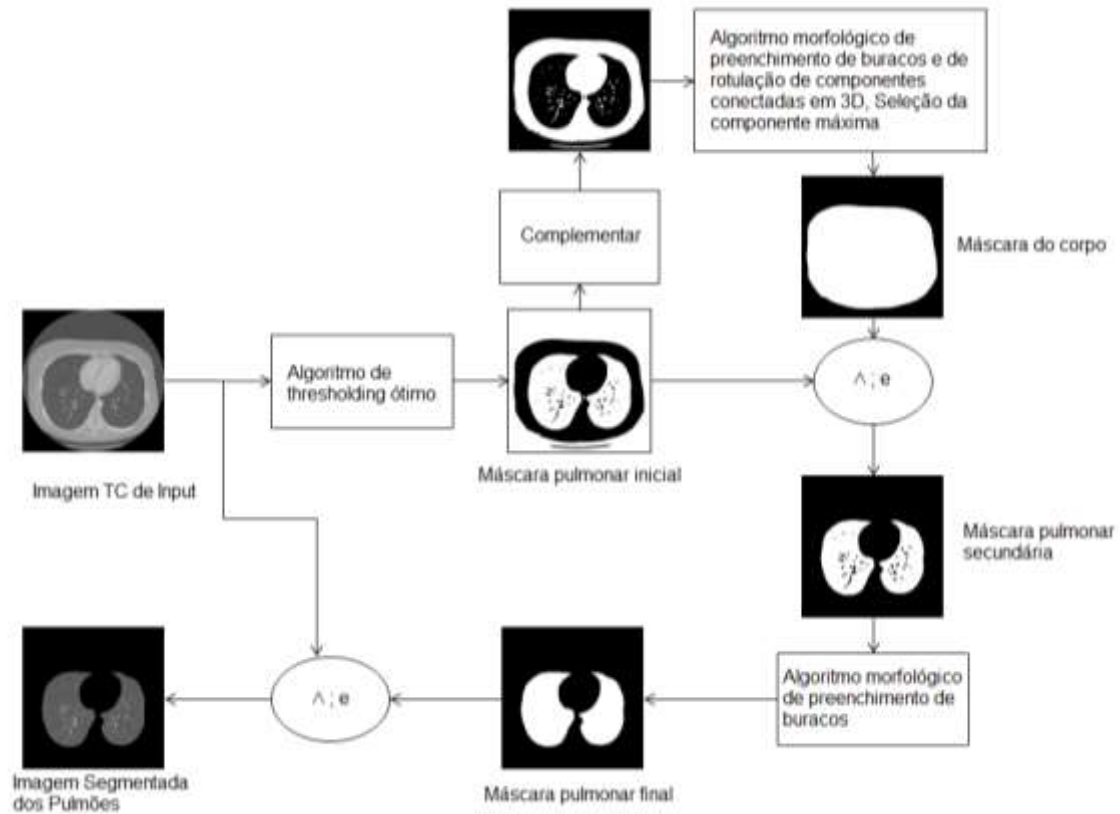 Algoritmo morfológico de
preenchimento de buracos e de
rotulação de componentes
conectadas em 3D, Seleção da
componente máxima
Complementar
Máscara do corpo
Algoritmo de
thresholding ótimo
∧ ; e
Imagem TC de Input
Máscara pulmonar inicial
Máscara pulmonar
secundária
Algoritmo morfológico
de preenchimento de
buracos
∧ ; e
Imagem Segmentada
dos Pulmões
Máscara pulmonar final